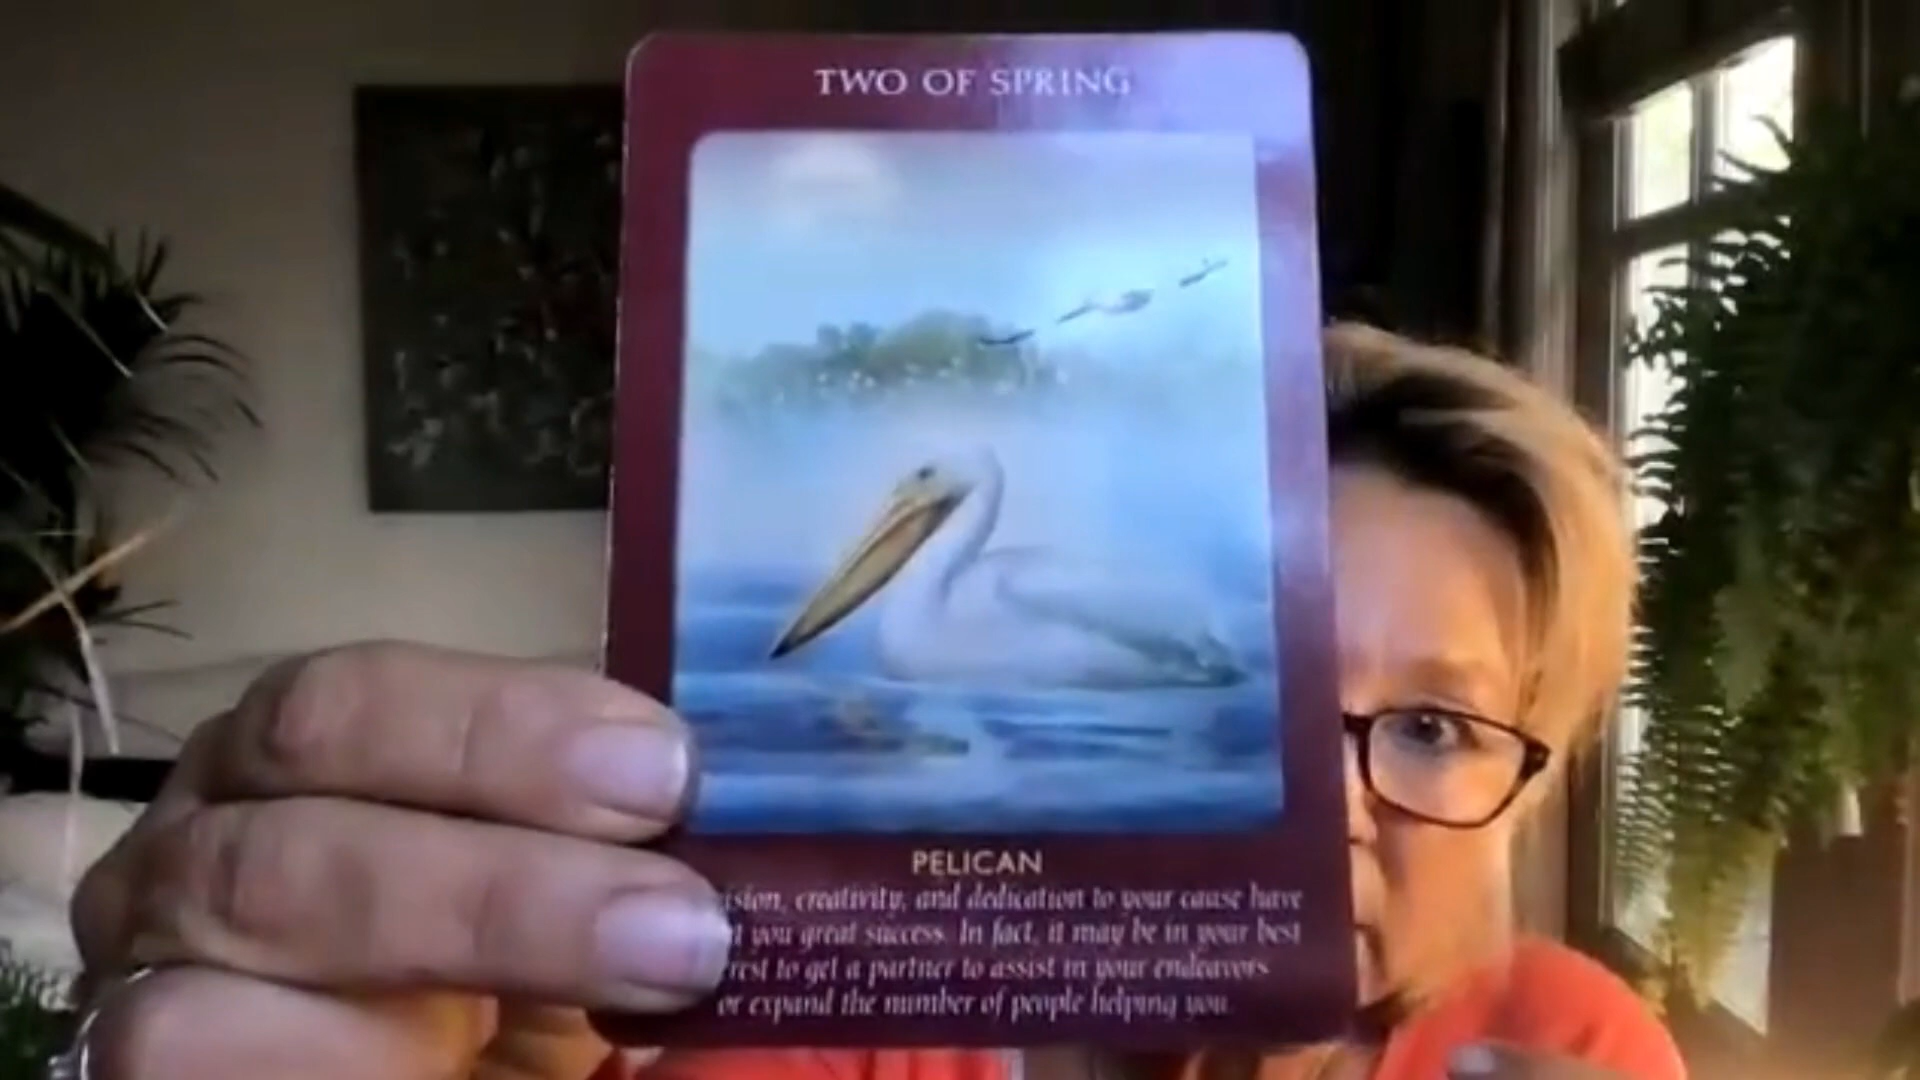 TWO OF SPRING
PELICAN
ision, creativity, and dedication to your cause have
t you great success. In fact, it may be in your best
rest to get a partner to assist in your endeavors
or expand the number of people helping you.